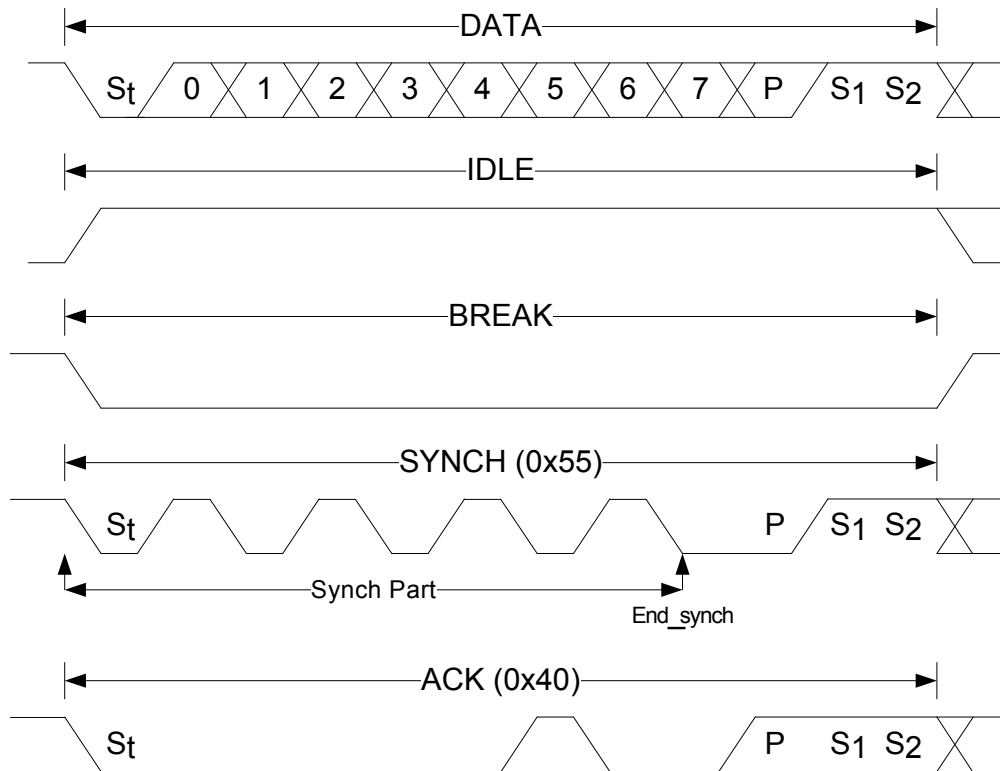 DATA
St 0 1 2 3 4 5 6 7 P S1 S2
IDLE
BREAK
SYNCH (0x55)
St P S1 S2
Synch Part
End_synch
ACK (0x40)
St P S1 S2